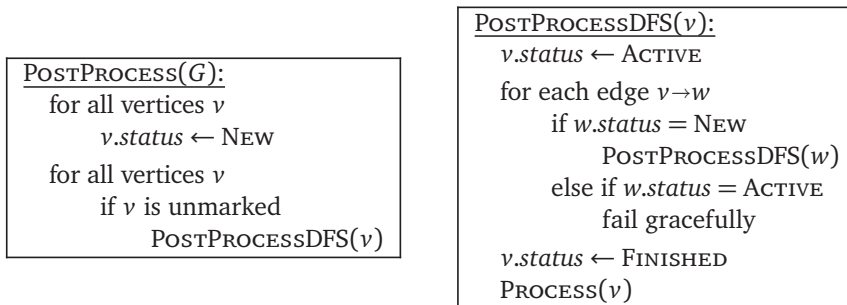 PostProcess(G):
for all vertices v
v.status ← New
for all vertices v
if v is unmarked
PostProcessDFS(v)
PostProcessDFS(v):
v.status ← Active
for each edge v→w
if w.status = New
PostProcessDFS(w)
else if w.status = Active
fail gracefully
v.status ← Finished
Process(v)